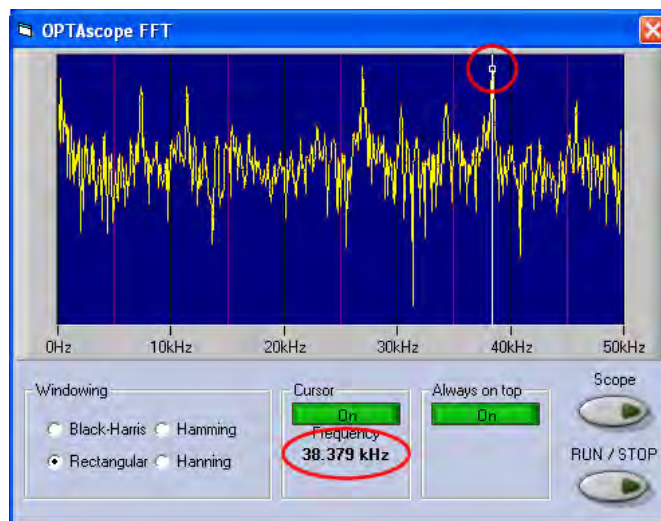 OPTAscope FFT
0Hz 10kHz 20kHz 30kHz 40kHz 50kHz
Windowing
Black-Harris Hamming
Rectangular Hanning
Cursor
On
Frequency
38.379 kHz
Always on top
On
Scope
RUN / STOP